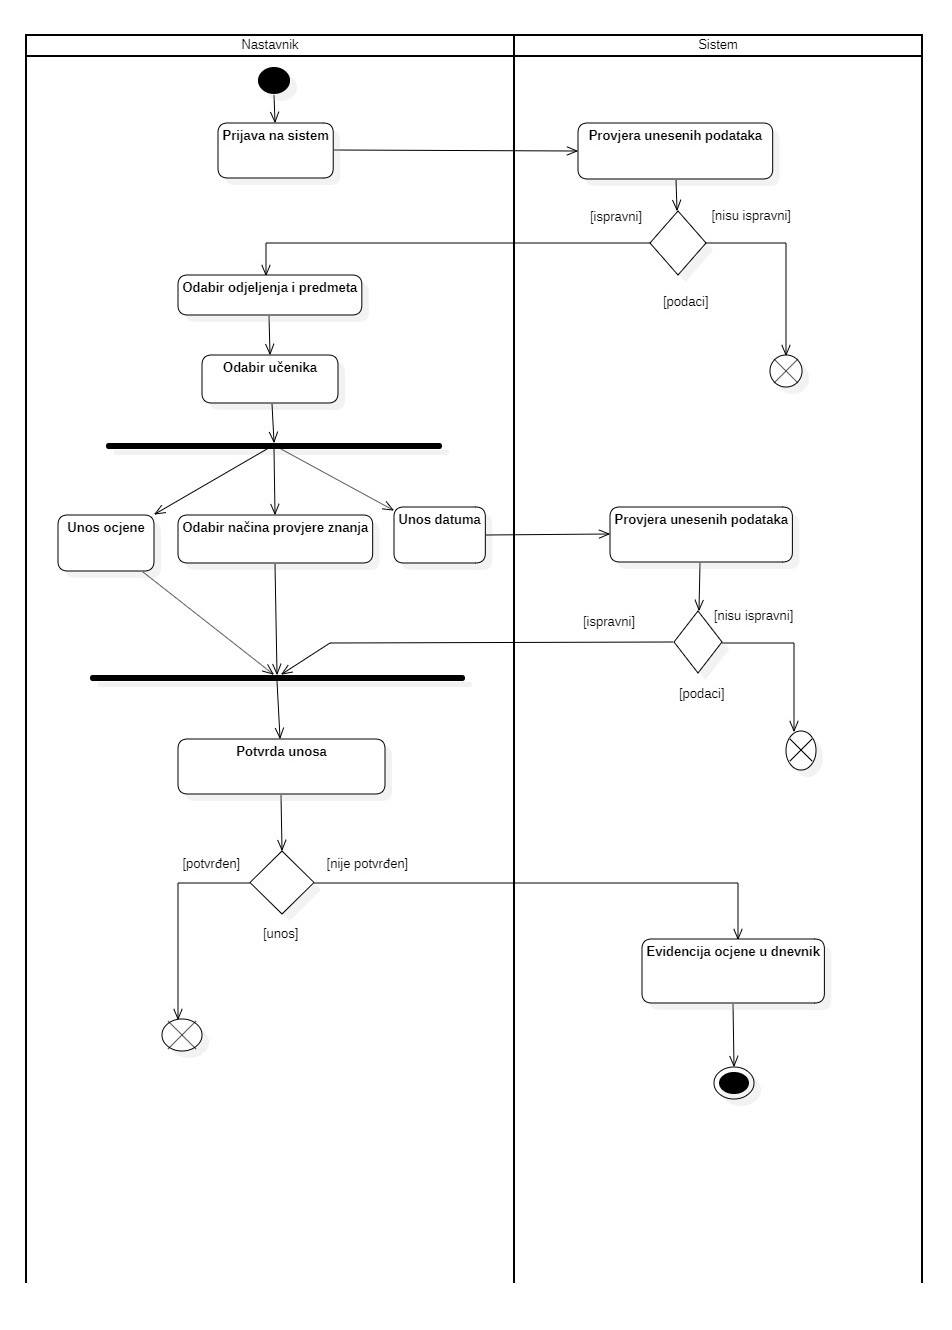 Nastavnik
Sistem
Prijava na sistem
Provjera unesenih podataka
[ispravni]
[nisu ispravni]
[podaci]
Odabir odjeljenja i predmeta
Odabir učenika
Unos ocjene
Odabir načina provjere znanja
Unos datuma
Provjera unesenih podataka
[ispravni]
[nisu ispravni]
[podaci]
Potvrda unosa
[potvrđen]
[nije potvrđen]
[unos]
Evidencija ocjene u dnevnik